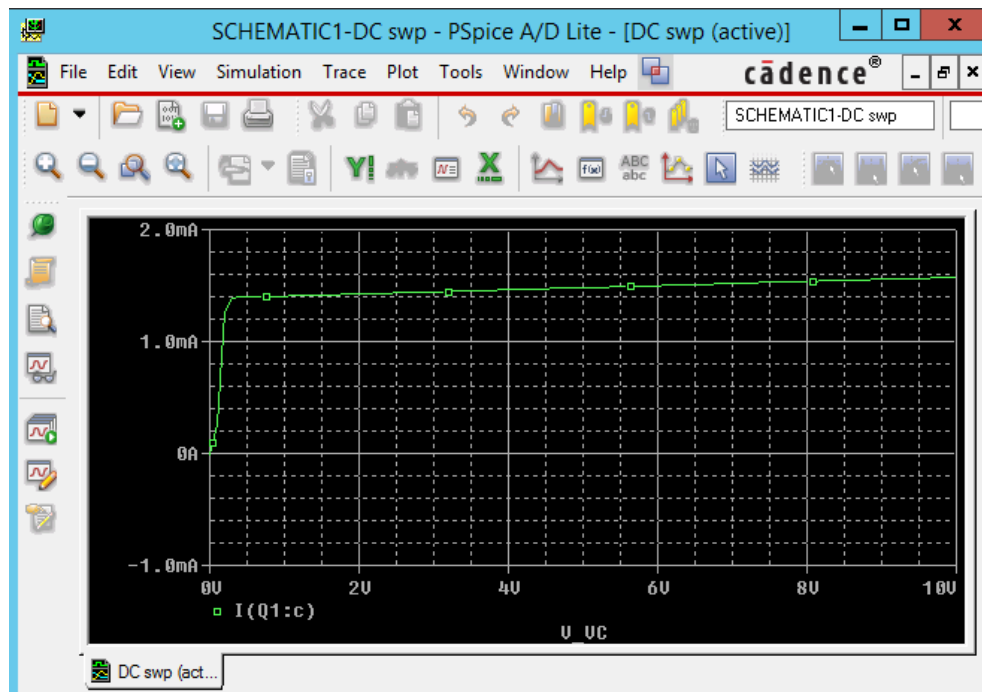 SCHEMATIC1-DC swp - PSpice A/D Lite - [DC swp (active)]
File Edit View Simulation Trace Plot Tools Window Help cādence®
SCHEMATIC1-DC swp
f(x) ABC
abc
2.0mA
1.0mA
0A
-1.0mA
0V 2V 4V 6V 8V 10V
I(Q1:c)
V_VC
DC swp (act...